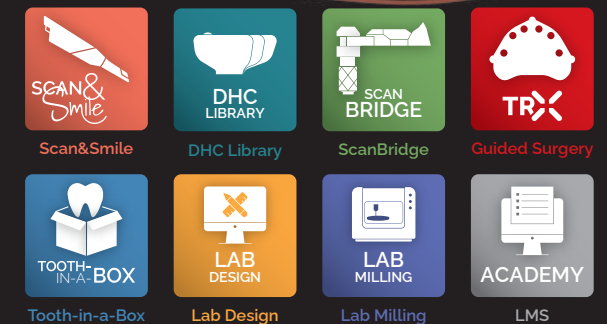 SCAN&
Smile
DHC
LIBRARY
SCAN
BRIDGE
TRX
Scan&Smile
DHC Library
ScanBridge
Guided Surgery
TOOTH-
IN-A-BOX
LAB
DESIGN
LAB
MILLING
ACADEMY
Tooth-in-a-Box
Lab Design
Lab Milling
LMS